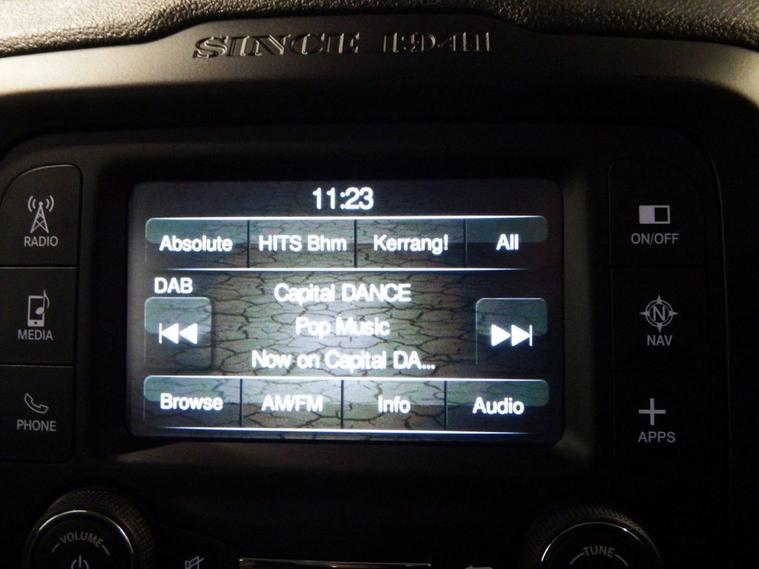 SINCE 1941
11:23
Absolute HITS Bhm Kerrang! All
RADIO
ON/OFF
DAB
Capital DANCE
Pop Music
Now on Capital DA...
MEDIA
NAV
Browse AM/FM Info Audio
PHONE
APPS
VOLUME
TUNE